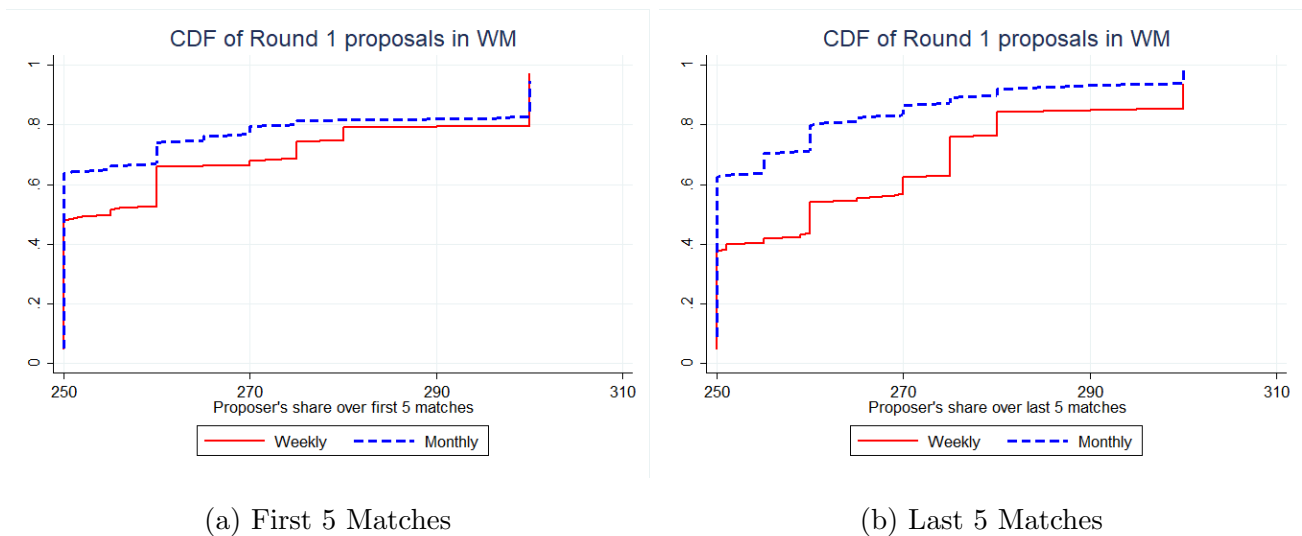 CDF of Round 1 proposals in WM
1
.8
.6
.4
.2
0
250 270 290 310
Proposer's share over first 5 matches
Weekly Monthly
(a) First 5 Matches
CDF of Round 1 proposals in WM
1
.8
.6
.4
.2
0
250 270 290 310
Proposer's share over last 5 matches
Weekly Monthly
(b) Last 5 Matches